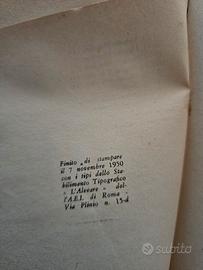 Finito di stampare
il 7 novembre 1950
con i tipi dello Sta-
bilimento Tipografico
« L'Alveare » del-
l'A.E.I. di Roma -
Via Plinio n. 15-d
subito